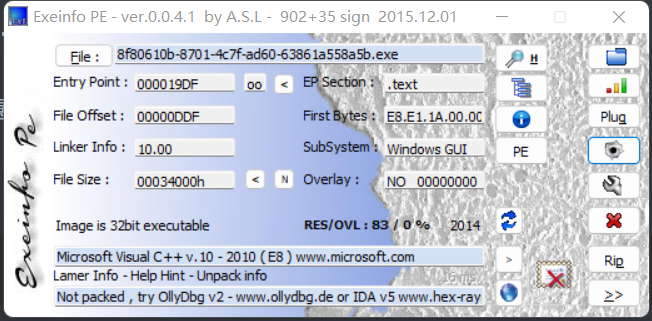 Exeinfo PE - ver.0.0.4.1 by A.S.L - 902+35 sign 2015.12.01
File : 8f80610b-8701-4c7f-ad60-63861a558a5b.exe H
Entry Point : 000019DF oo < EP Section : .text
File Offset : 00000DDF First Bytes : E8.E1.1A.00.00 Plug
Linker Info : 10.00 SubSystem : Windows GUI PE
File Size : 00034000h < N Overlay : NO 00000000
Image is 32bit executable RES/OVL : 83 / 0 % 2014
Microsoft Visual C++ v.10 - 2010 ( E8 ) www.microsoft.com > Rip
Lamer Info - Help Hint - Unpack info
Not packed , try OllyDbg v2 - www.ollydbg.de or IDA v5 www.hex-ray >>
Exeinfo Pe